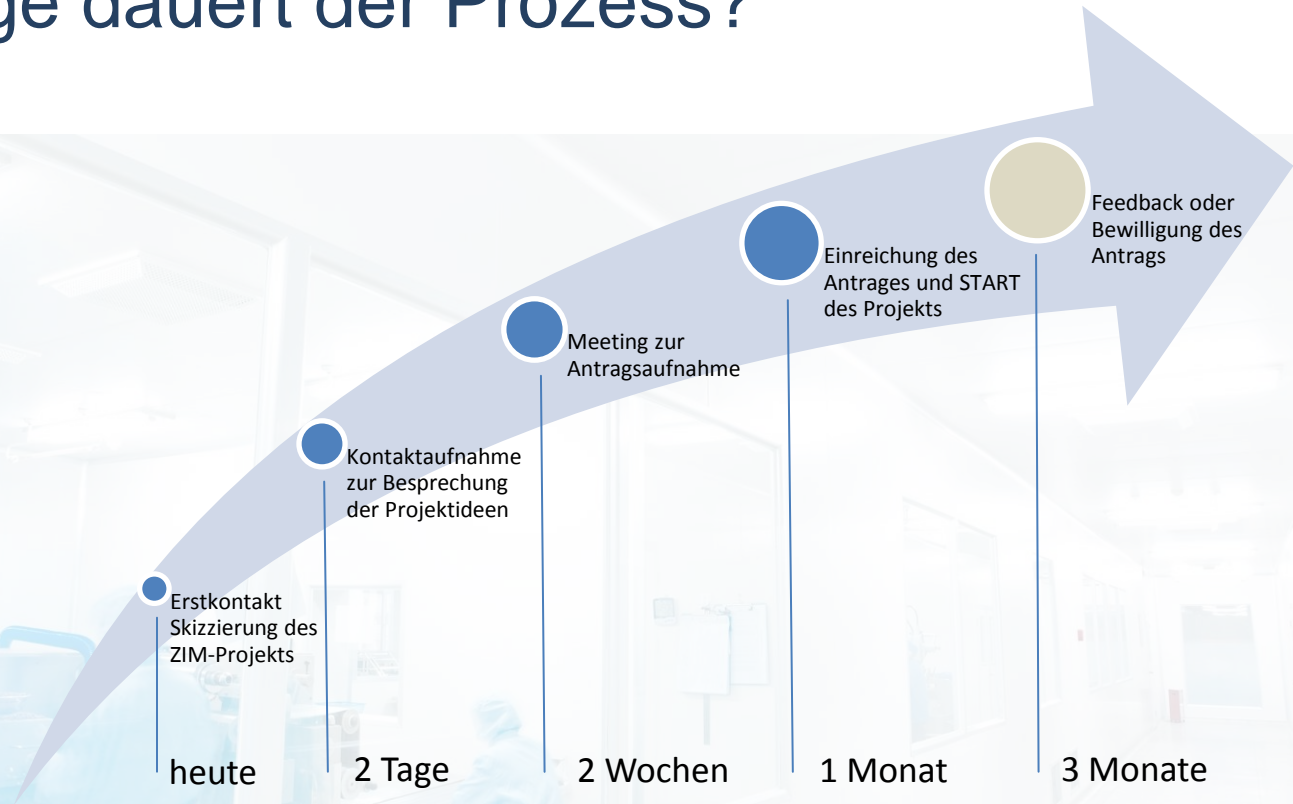 ge dauert der Prozess?
Feedback oder
Bewilligung des
Antrags
Einreichung des
Antrages und START
des Projekts
Meeting zur
Antragsaufnahme
Kontaktaufnahme
zur Besprechung
der Projektideen
Erstkontakt
Skizzierung des
ZIM-Projekts
heute
2 Tage
2 Wochen
1 Monat
3 Monate